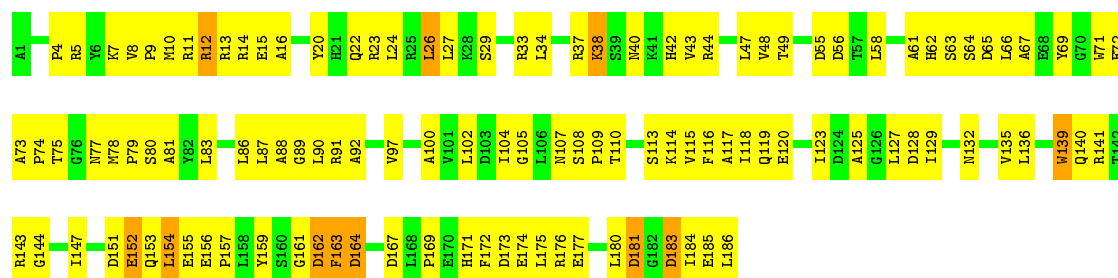 A1 P4 R5 Y6 K7 V8 P9 M10 R11 R12 R13 R14 E15 A16 Y20 H21 Q22 R23 L24 R25 L26 L27 K28 S29 R33 L34 R37 K38 S39 N40 K41 H42 V43 R44 L47 V48 T49 D55 D56 T57 L58 A61 H62 S63 S64 D65 L66 A67 E68 Y69 G70 W71
A73 P74 T75 G76 N77 M78 P79 S80 A81 Y82 L83 L86 L87 A88 G89 L90 R91 A92 V97 A100 V101 L102 D103 I104 G105 L106 N107 S108 P109 T110 S113 K114 V115 F116 A117 I118 Q119 E120 I123 D124 A125 G126 L127 D128 I129 N132 V135 L136 W139 Q140 R141 T142
R143 G144 I147 D151 E152 Q153 L154 E155 E156 P157 L158 Y159 S160 G161 D162 F163 D164 D167 L168 P169 E170 H171 F172 D173 E174 L175 R176 E177 L180 D181 G182 D183 I184 E185 L186